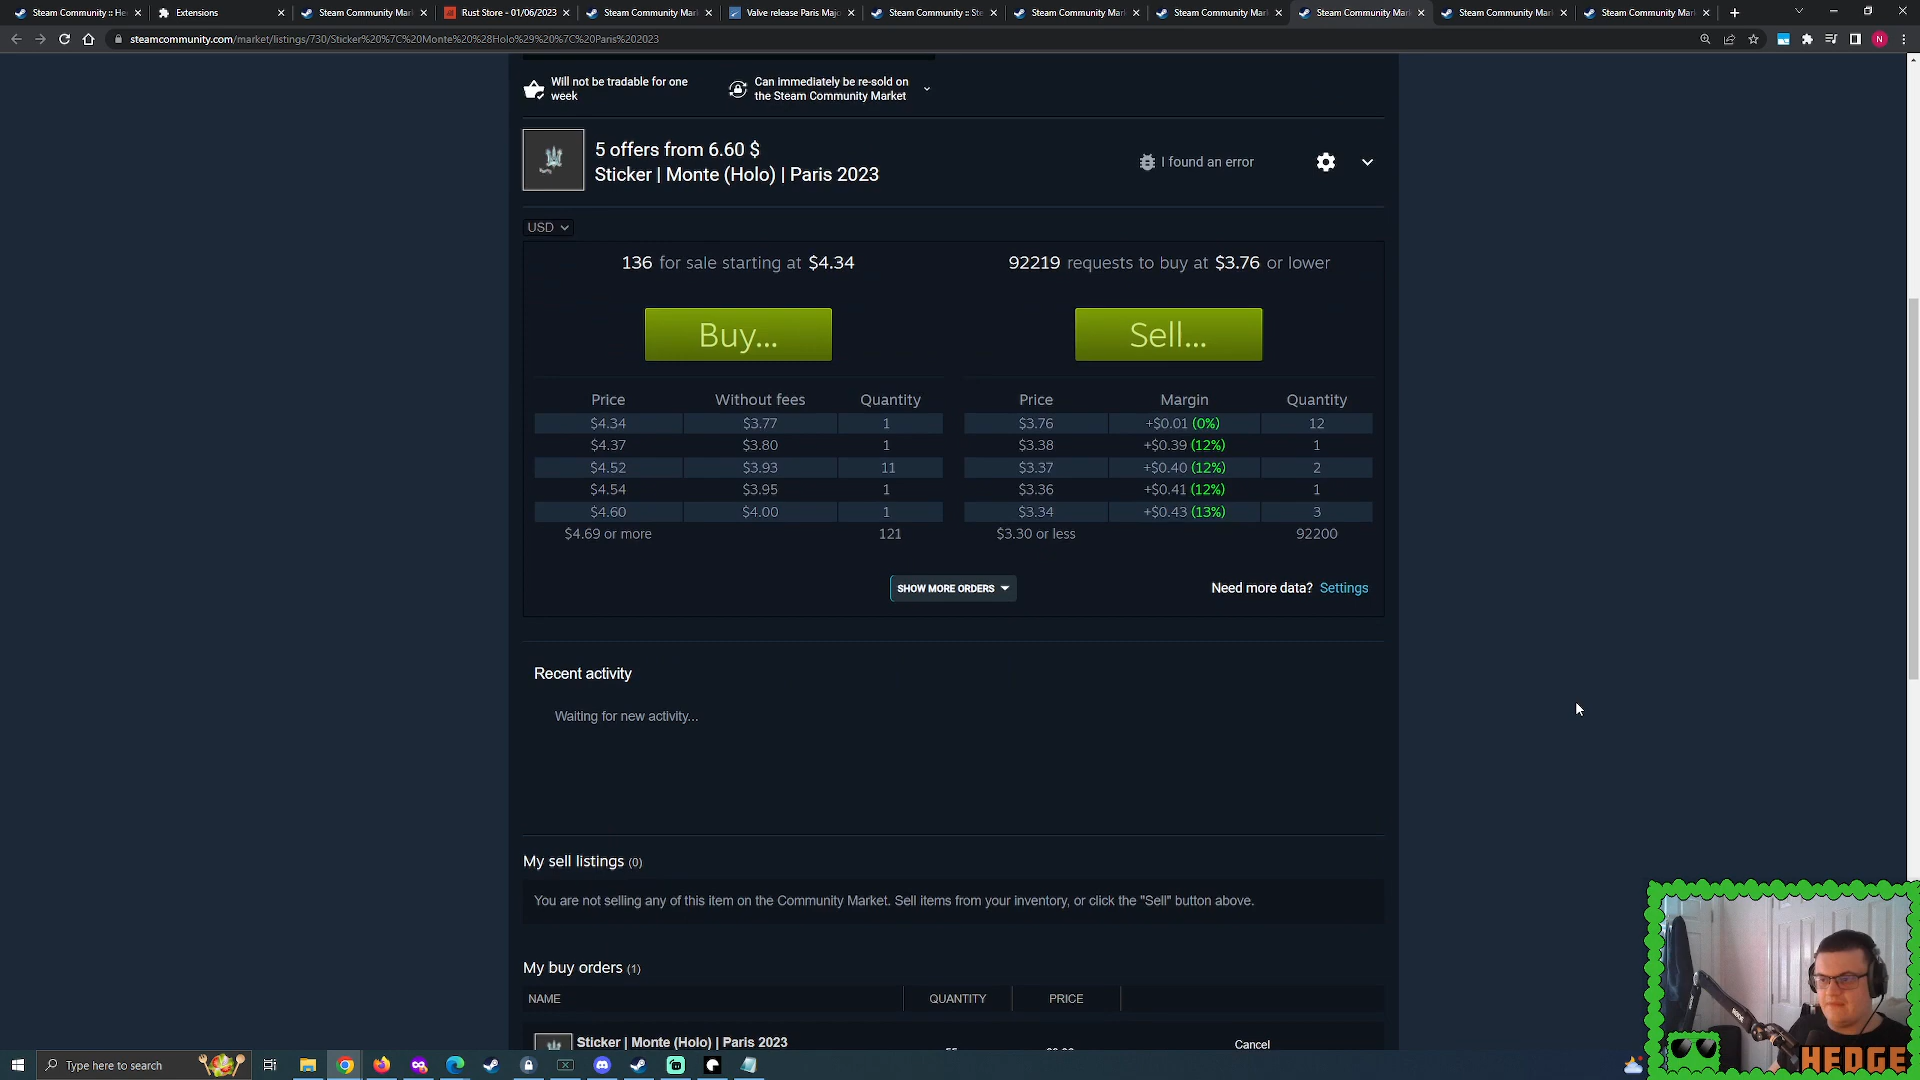 Steam Community :: He
Extensions
Steam Community Mar
Rust Store - 01/06/2023
Steam Community Mar
Valve release Paris Majo
Steam Community :: Ste
Steam Community Mar
Steam Community Mar
Steam Community Mar
Steam Community Mar
Steam Community Mar
steamcommunity.com/market/listings/730/Sticker%20%7C%20Monte%20%28Holo%29%20%7C%20Paris%202023
N
Will not be tradable for one
week
Can immediately be re-sold on
the Steam Community Market
5 offers from 6.60 $
Sticker | Monte (Holo) | Paris 2023
I found an error
USD
136 for sale starting at $4.34
92219 requests to buy at $3.76 or lower
Buy...
Sell...
Price Without fees Quantity
$4.34 $3.77 1
$4.37 $3.80 1
$4.52 $3.93 11
$4.54 $3.95 1
$4.60 $4.00 1
$4.69 or more 121
Price Margin Quantity
$3.76 +$0.01 (0%) 12
$3.38 +$0.39 (12%) 1
$3.37 +$0.40 (12%) 2
$3.36 +$0.41 (12%) 1
$3.34 +$0.43 (13%) 3
$3.30 or less 92200
SHOW MORE ORDERS
Need more data? Settings
Recent activity
Waiting for new activity...
My sell listings (0)
You are not selling any of this item on the Community Market. Sell items from your inventory, or click the "Sell" button above.
My buy orders (1)
NAME QUANTITY PRICE
Sticker | Monte (Holo) | Paris 2023
Cancel
Type here to search
HEDGE